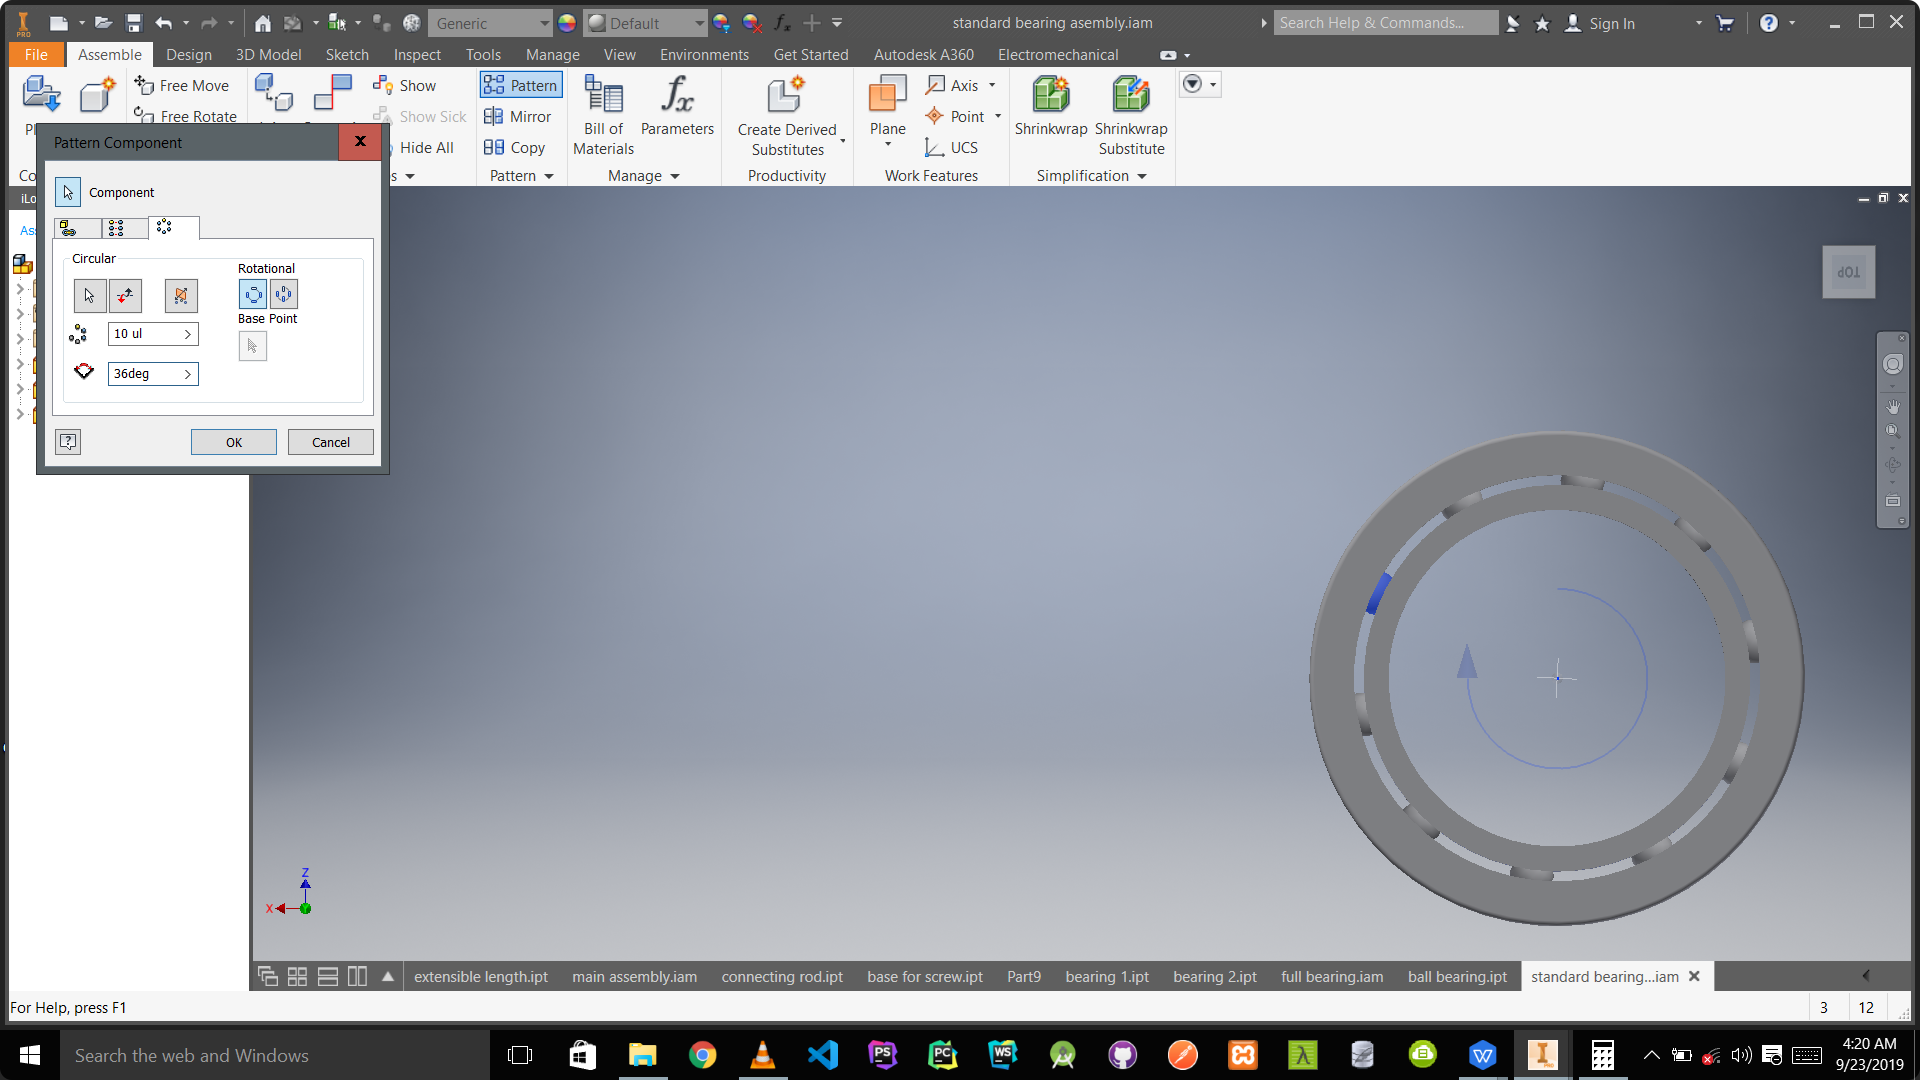 PRO
Generic
Default
fx
standard bearing asembly.iam
Search Help & Commands...
Sign In
File
Assemble
Design
3D Model
Sketch
Inspect
Tools
Manage
View
Environments
Get Started
Autodesk A360
Electromechanical
Free Move
Show
Pattern
Axis
Free Rotate
Show Sick
Mirror
Point
Hide All
Copy
UCS
Bill of
Materials
Parameters
Create Derived
Substitutes
Plane
Shrinkwrap
Shrinkwrap
Substitute
Pattern
Manage
Productivity
Work Features
Simplification
Pattern Component
x
Component
Circular
Rotational
10 ul
Base Point
36deg
OK
Cancel
TOP
Z
X
extensible length.ipt
main assembly.iam
connecting rod.ipt
base for screw.ipt
Part9
bearing 1.ipt
bearing 2.ipt
full bearing.iam
ball bearing.ipt
standard bearing...iam
For Help, press F1
3
12
Search the web and Windows
PS
PC
WS
4:20 AM
9/23/2019